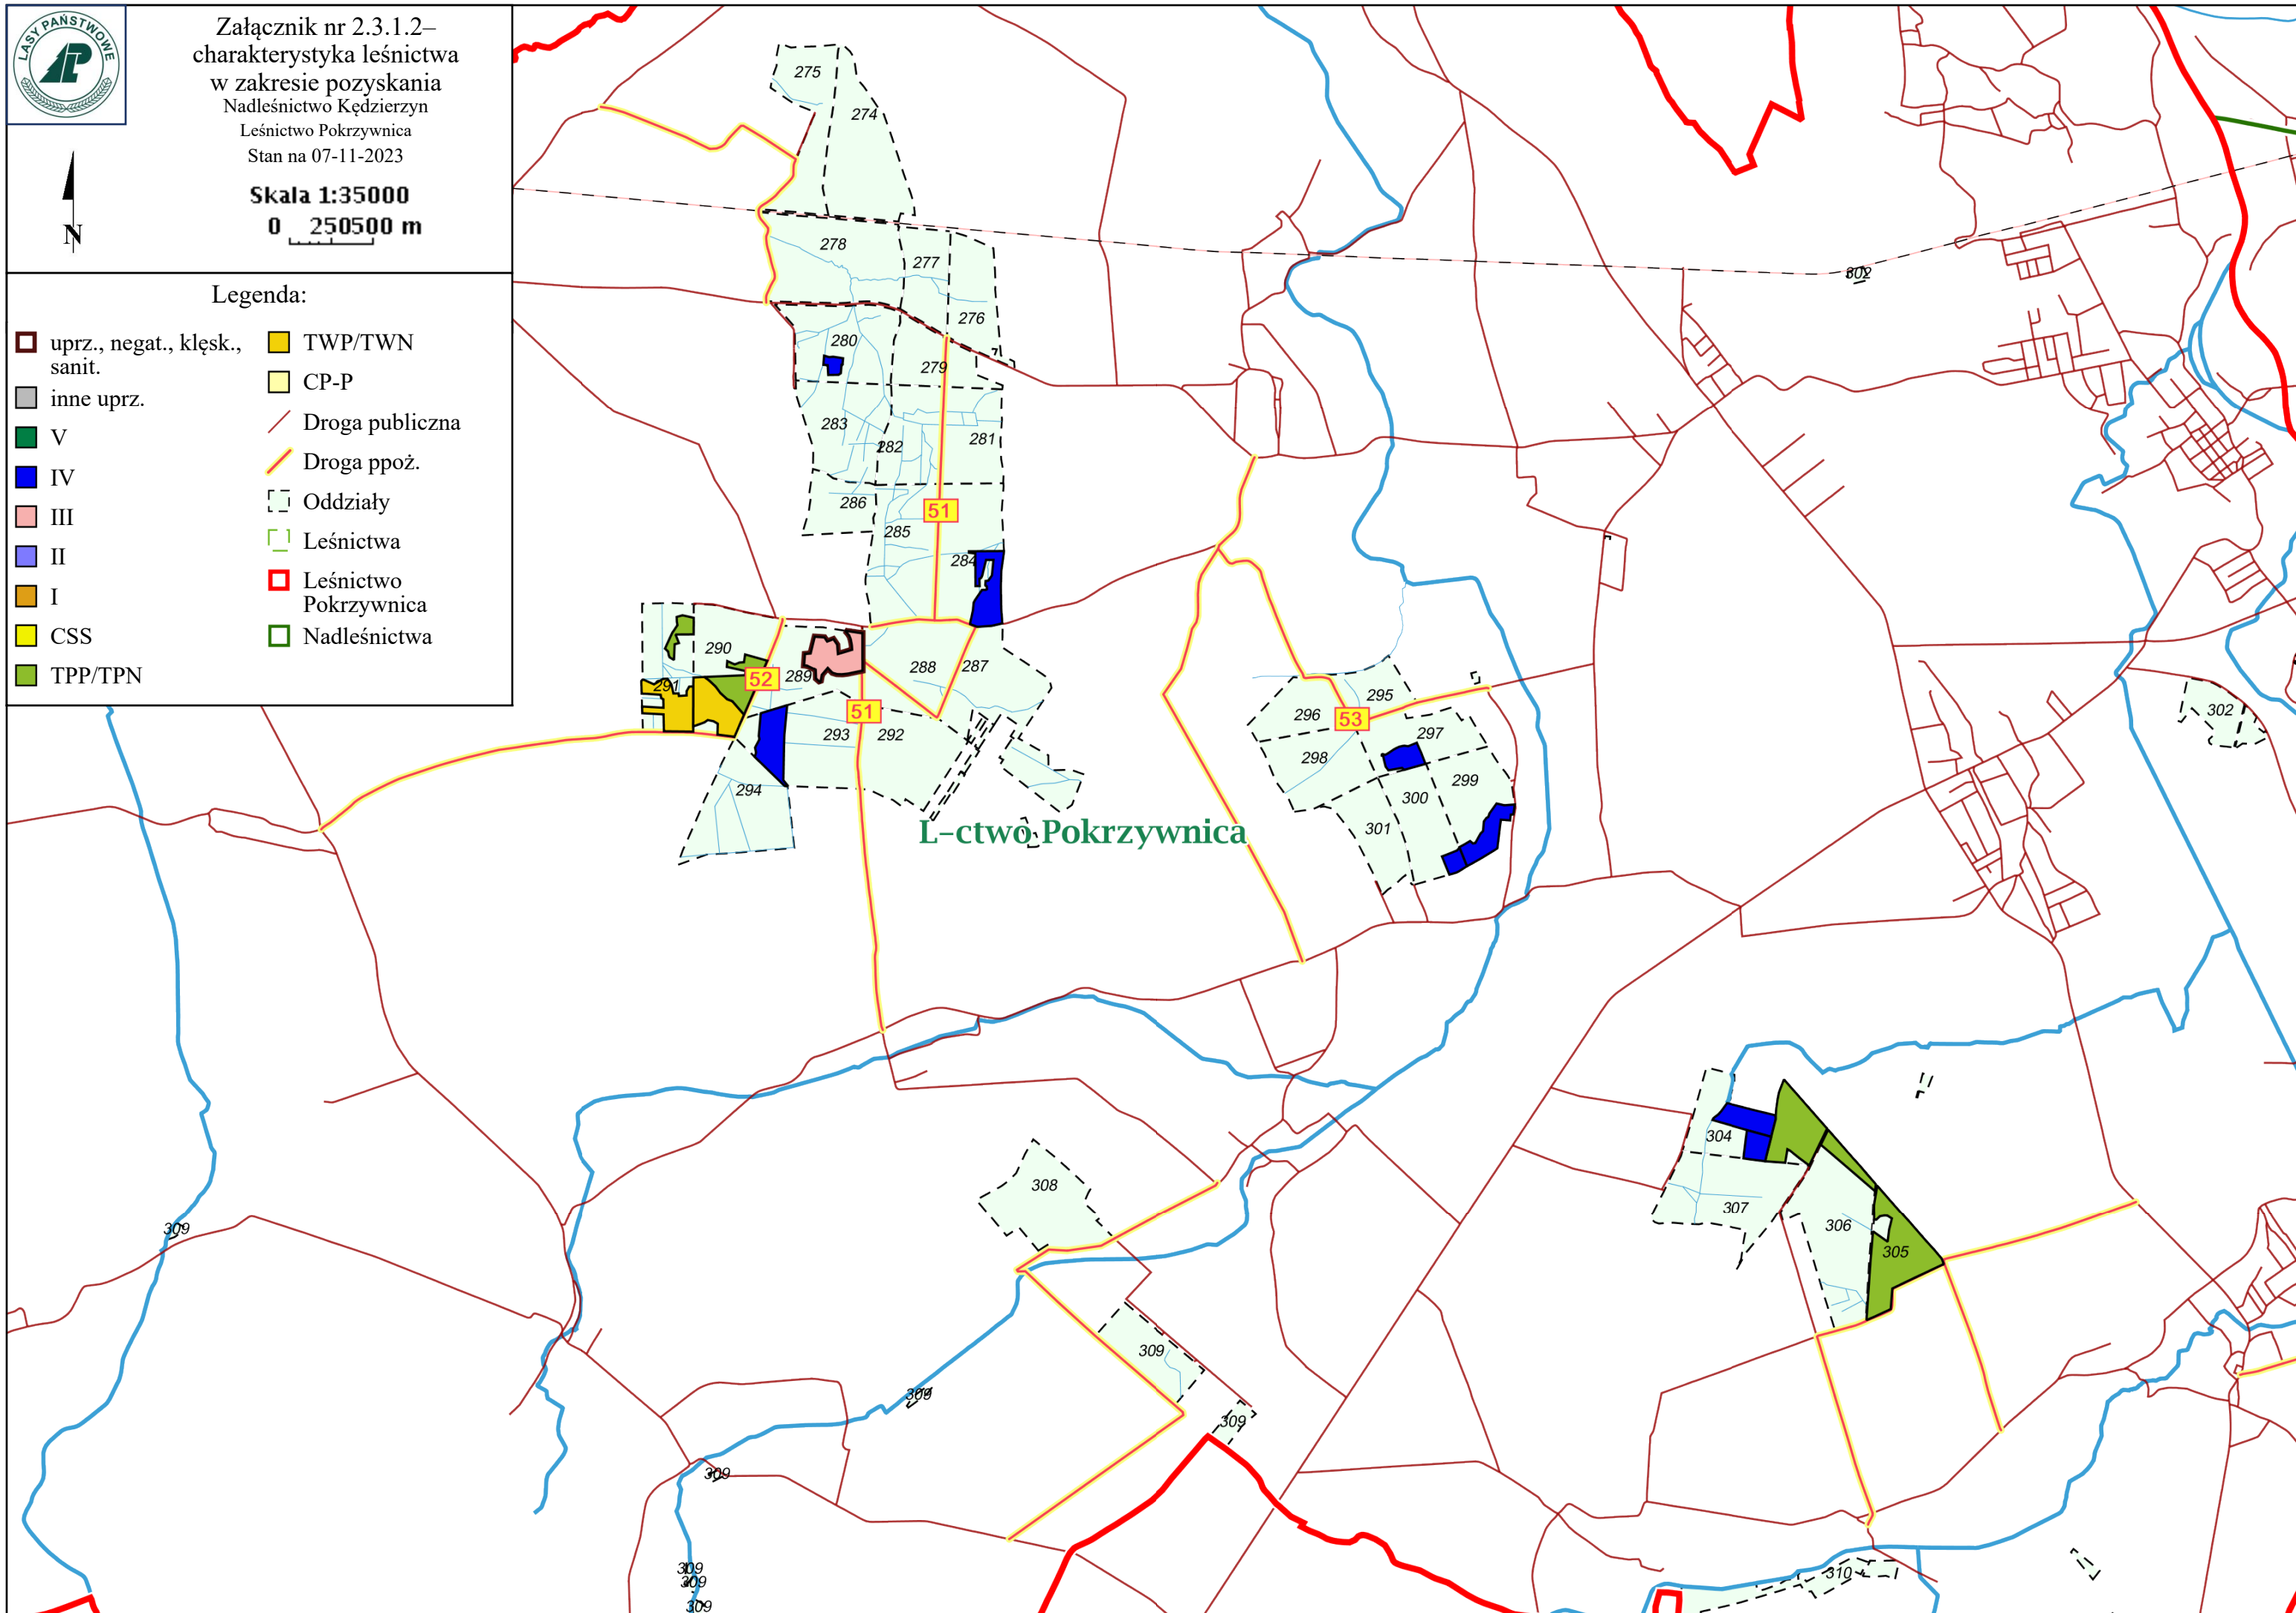 LASY PAŃSTWOWE
Załącznik nr 2.3.1.2–
charakterystyka leśnictwa
w zakresie pozyskania
Nadleśnictwo Kędzierzyn
Leśnictwo Pokrzywnica
Stan na 07-11-2023
Skala 1:35000
0 250500 m
N
Legenda:
uprz., negat., klęsk.,
sanit.
inne uprz.
V
IV
III
II
I
CSS
TPP/TPN
TWP/TWN
CP-P
Droga publiczna
Droga ppoż.
Oddziały
Leśnictwa
Leśnictwo
Pokrzywnica
Nadleśnictwa
275
274
278
277
302
276
280
279
283
282
281
286
51
285
284
290
289
288
287
52
291
51
293
292
294
295
296
53
297
298
299
300
301
302
L–ctwo Pokrzywnica
304
308
307
306
305
309
309
309
309
309
309
309
309
310